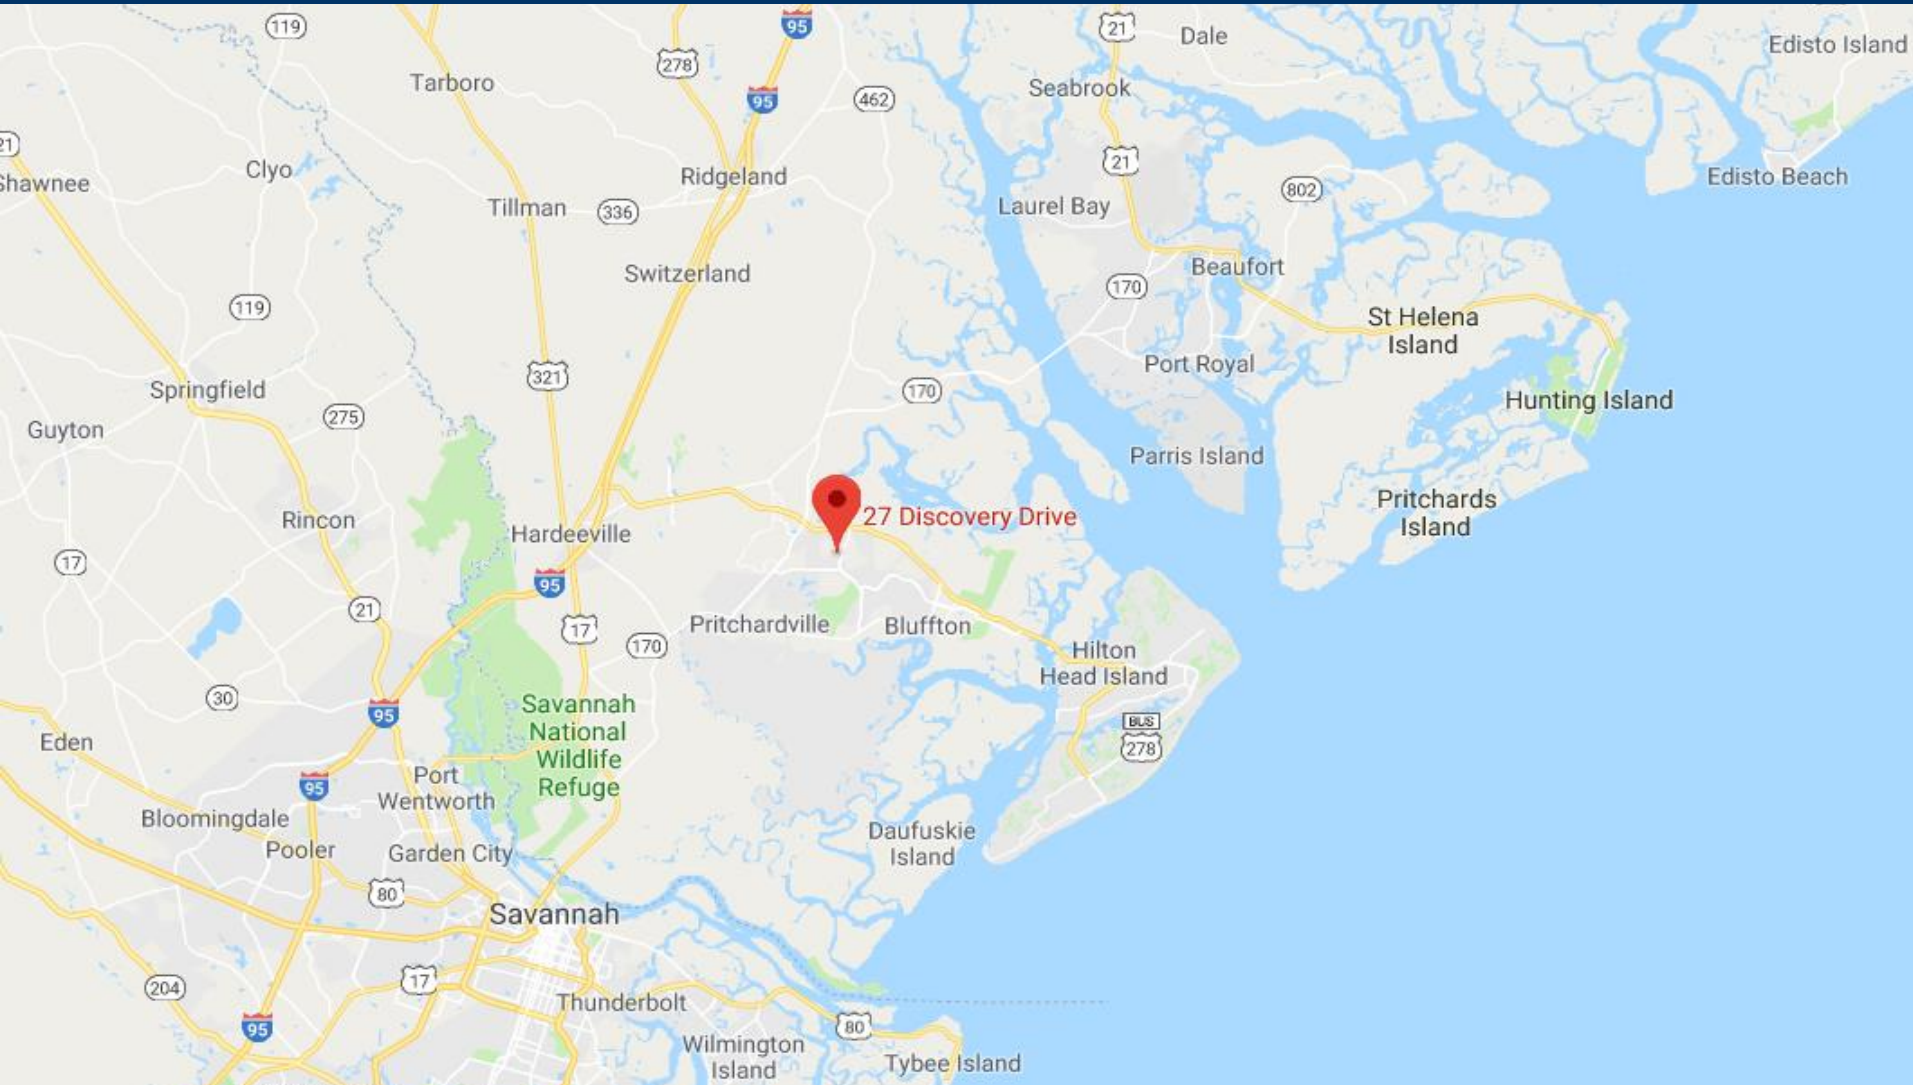 119
95
21
Dale
Edisto Island
278
Tarboro
Seabrook
95
462
21
Clyo
21
Shawnee
Ridgeland
Edisto Beach
802
Tillman
336
Laurel Bay
Switzerland
Beaufort
170
119
St Helena
Island
Port Royal
321
Springfield
170
Hunting Island
275
Guyton
Parris Island
Pritchards
Island
27 Discovery Drive
Rincon
Hardeeville
17
95
21
17
Pritchardville
Bluffton
170
Hilton
Head Island
30
95
Savannah
National
Wildlife
Refuge
BUS
278
Eden
Port
Wentworth
95
Bloomingdale
Pooler
Garden City
Daufuskie
Island
80
Savannah
204
17
Thunderbolt
95
80
Wilmington
Island
Tybee Island